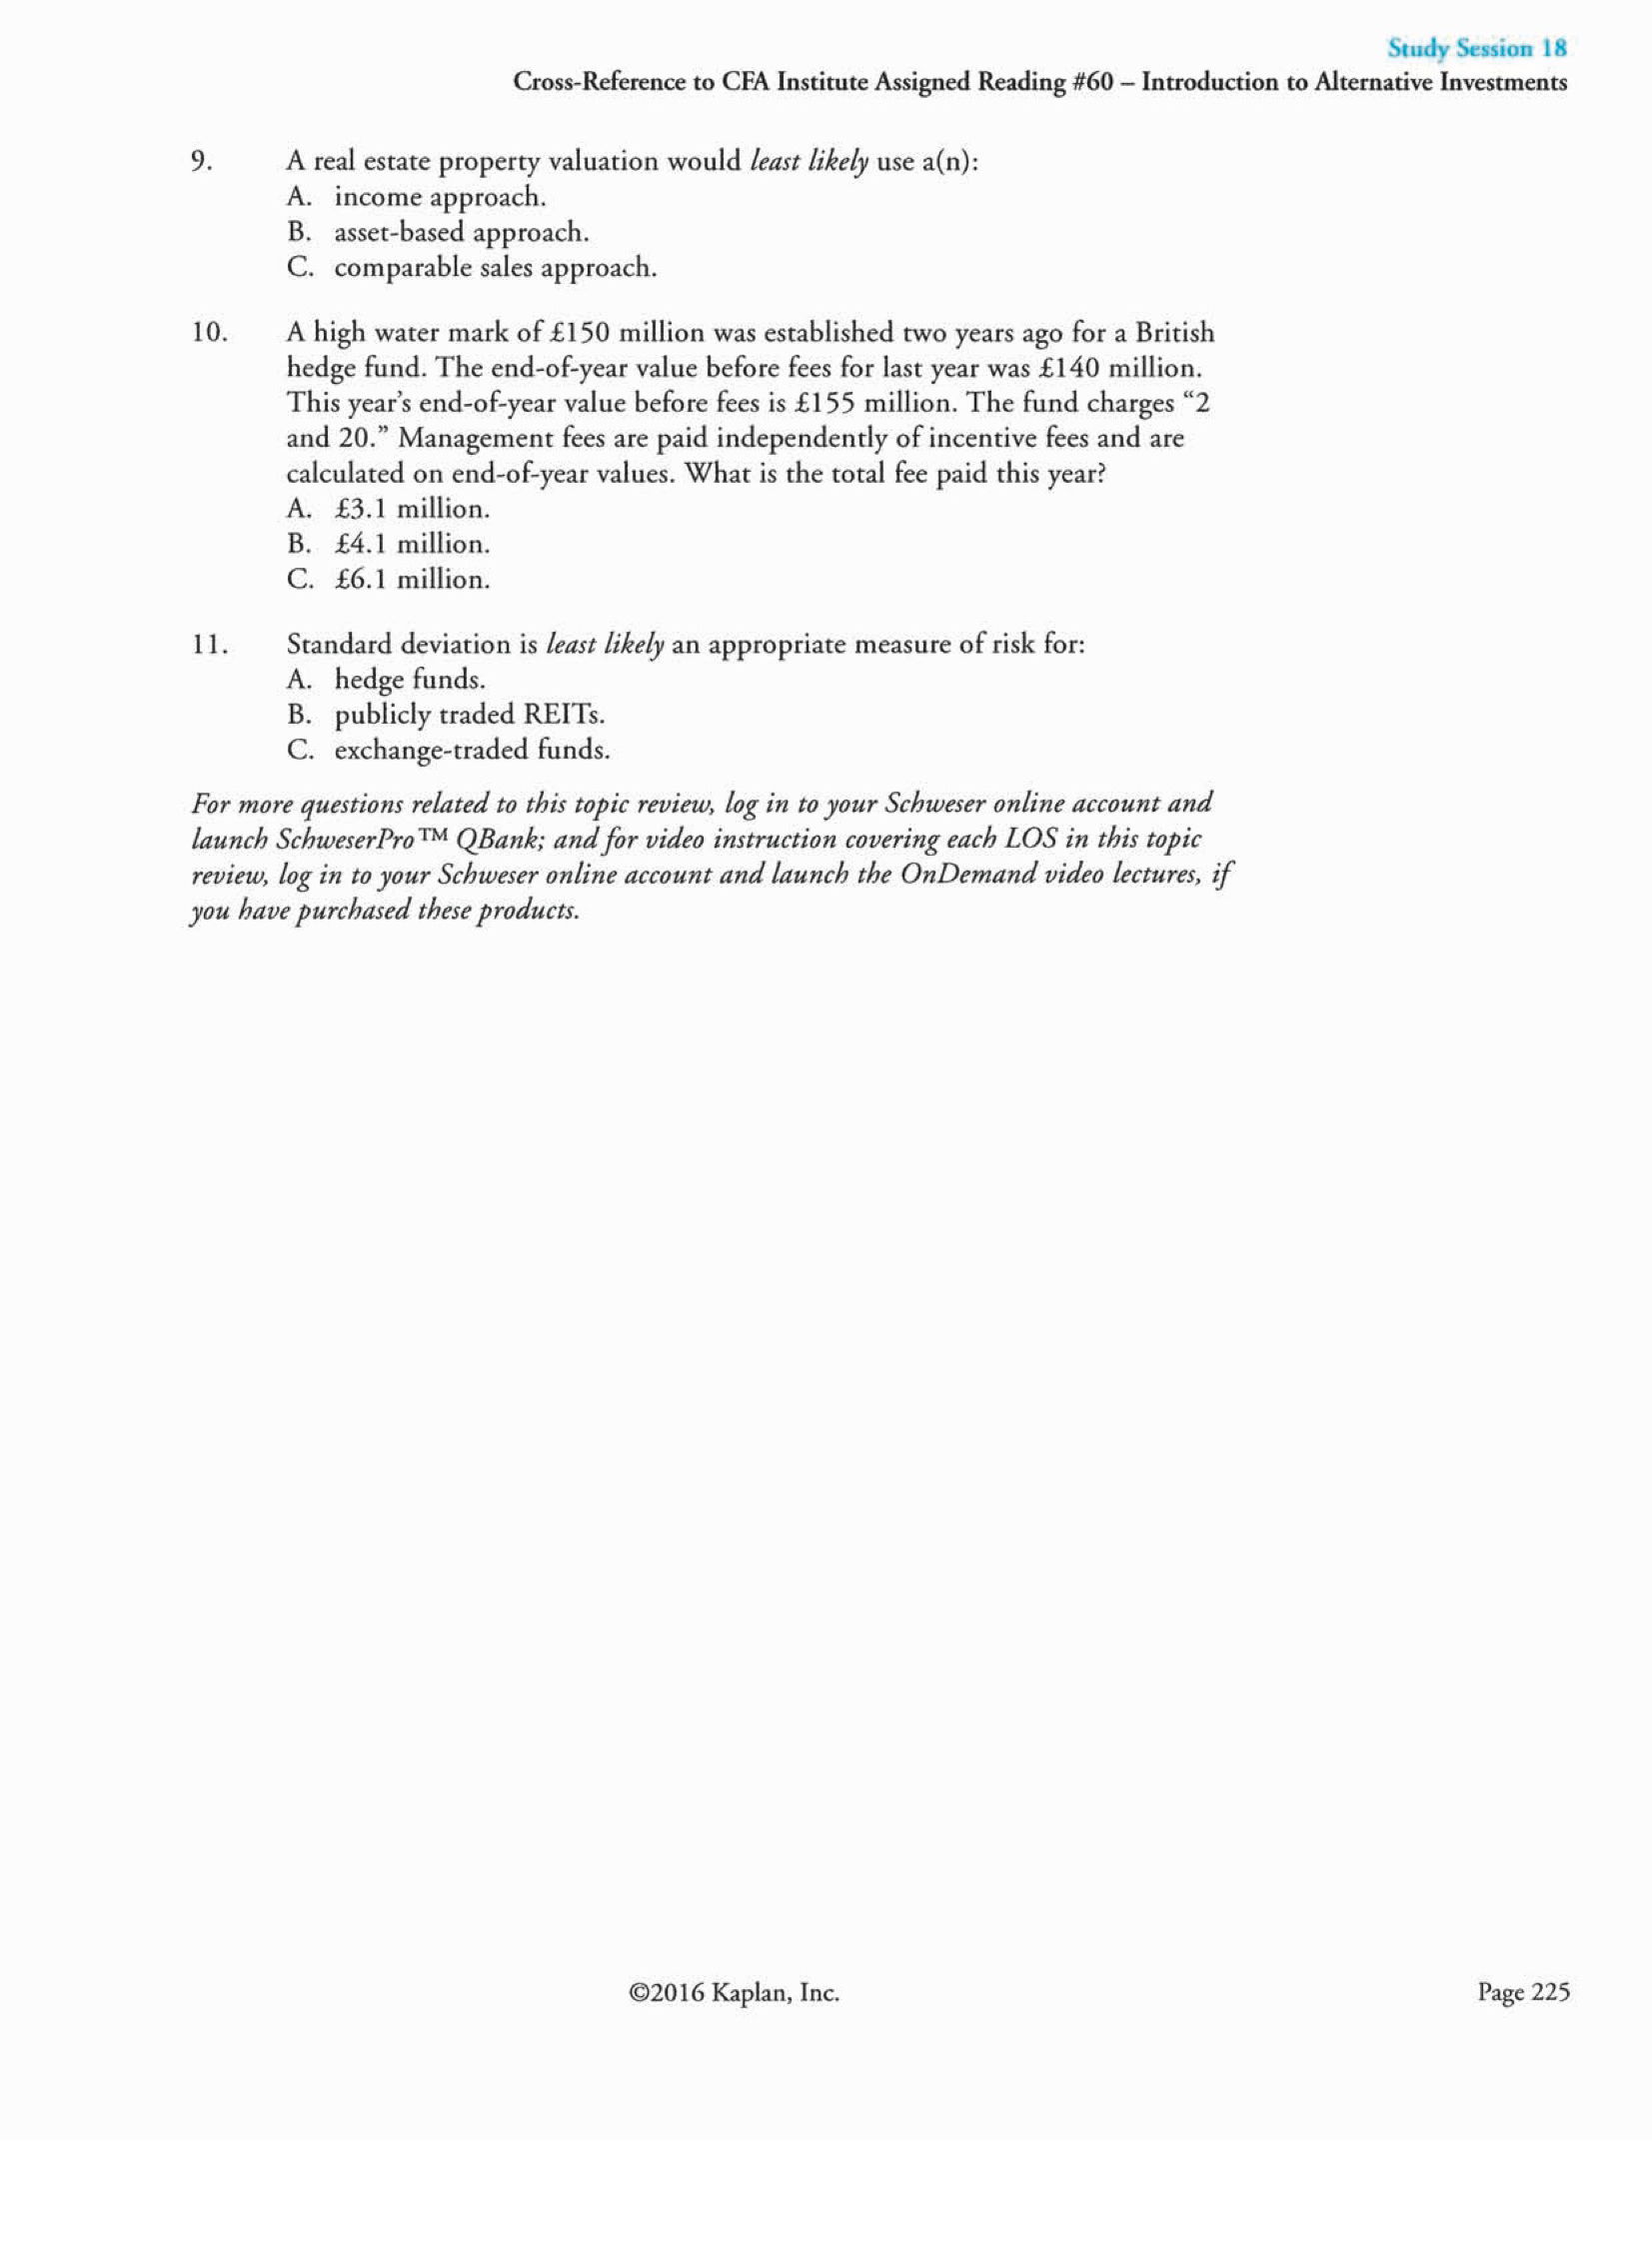 Study Session 18
Cross-Reference to CFA Institute Assigned Reading #60 – Introduction to Alternative Investments
9. A real estate property valuation would least likely use a(n):
A. income approach.
B. asset-based approach.
C. comparable sales approach.
10. A high water mark of £150 million was established two years ago for a British
hedge fund. The end-of-year value before fees for last year was £140 million.
This year’s end-of-year value before fees is £155 million. The fund charges “2
and 20.” Management fees are paid independently of incentive fees and are
calculated on end-of-year values. What is the total fee paid this year?
A. £3.1 million.
B. £4.1 million.
C. £6.1 million.
11. Standard deviation is least likely an appropriate measure of risk for:
A. hedge funds.
B. publicly traded REITs.
C. exchange-traded funds.
For more questions related to this topic review, log in to your Schweser online account and
launch SchweserPro™ QBank; and for video instruction covering each LOS in this topic
review, log in to your Schweser online account and launch the OnDemand video lectures, if
you have purchased these products.
©2016 Kaplan, Inc.
Page 225